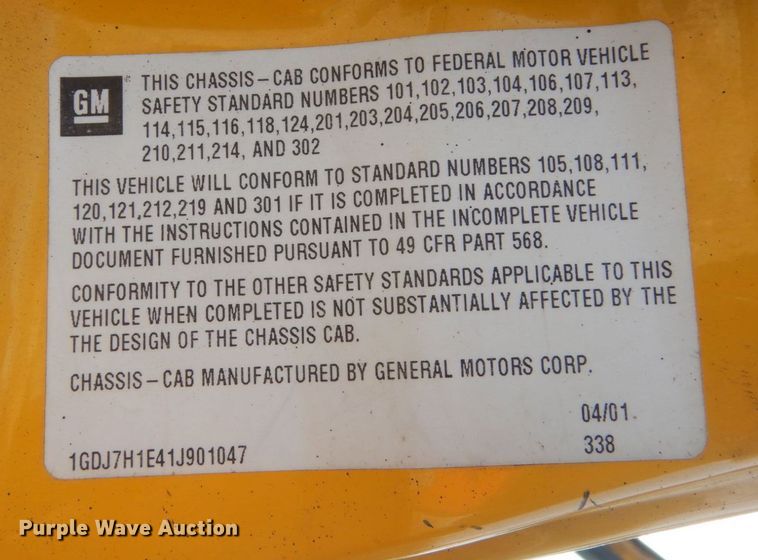 GM
THIS CHASSIS-CAB CONFORMS TO FEDERAL MOTOR VEHICLE
SAFETY STANDARD NUMBERS 101,102,103,104,106,107,113,
114,115,116,118,124,201,203,204,205,206,207,208,209,
210,211,214, AND 302
THIS VEHICLE WILL CONFORM TO STANDARD NUMBERS 105,108,111,
120,121,212,219 AND 301 IF IT IS COMPLETED IN ACCORDANCE
WITH THE INSTRUCTIONS CONTAINED IN THE INCOMPLETE VEHICLE
DOCUMENT FURNISHED PURSUANT TO 49 CFR PART 568.
CONFORMITY TO THE OTHER SAFETY STANDARDS APPLICABLE TO THIS
VEHICLE WHEN COMPLETED IS NOT SUBSTANTIALLY AFFECTED BY THE
THE DESIGN OF THE CHASSIS CAB.
CHASSIS-CAB MANUFACTURED BY GENERAL MOTORS CORP.
04/01
1GDJ7H1E41J901047
338
Purple Wave Auction